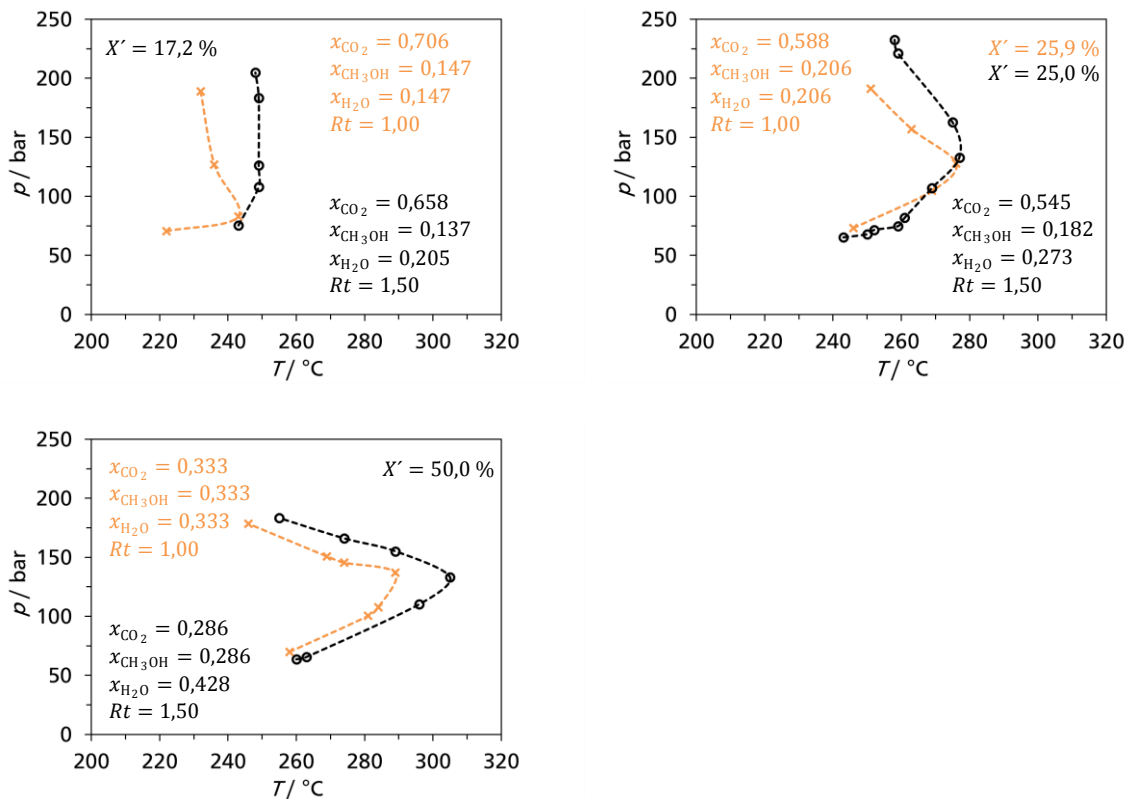 250
200
150
100
50
0
p / bar
X´ = 17,2 %
x_CO2 = 0,706
x_CH3OH = 0,147
x_H2O = 0,147
Rt = 1,00
x_CO2 = 0,658
x_CH3OH = 0,137
x_H2O = 0,205
Rt = 1,50
200 220 240 260 280 300 320
T / °C
250
200
150
100
50
0
p / bar
x_CO2 = 0,588
x_CH3OH = 0,206
x_H2O = 0,206
Rt = 1,00
X´ = 25,9 %
X´ = 25,0 %
x_CO2 = 0,545
x_CH3OH = 0,182
x_H2O = 0,273
Rt = 1,50
200 220 240 260 280 300 320
T / °C
250
200
150
100
50
0
p / bar
x_CO2 = 0,333
x_CH3OH = 0,333
x_H2O = 0,333
Rt = 1,00
X´ = 50,0 %
x_CO2 = 0,286
x_CH3OH = 0,286
x_H2O = 0,428
Rt = 1,50
200 220 240 260 280 300 320
T / °C